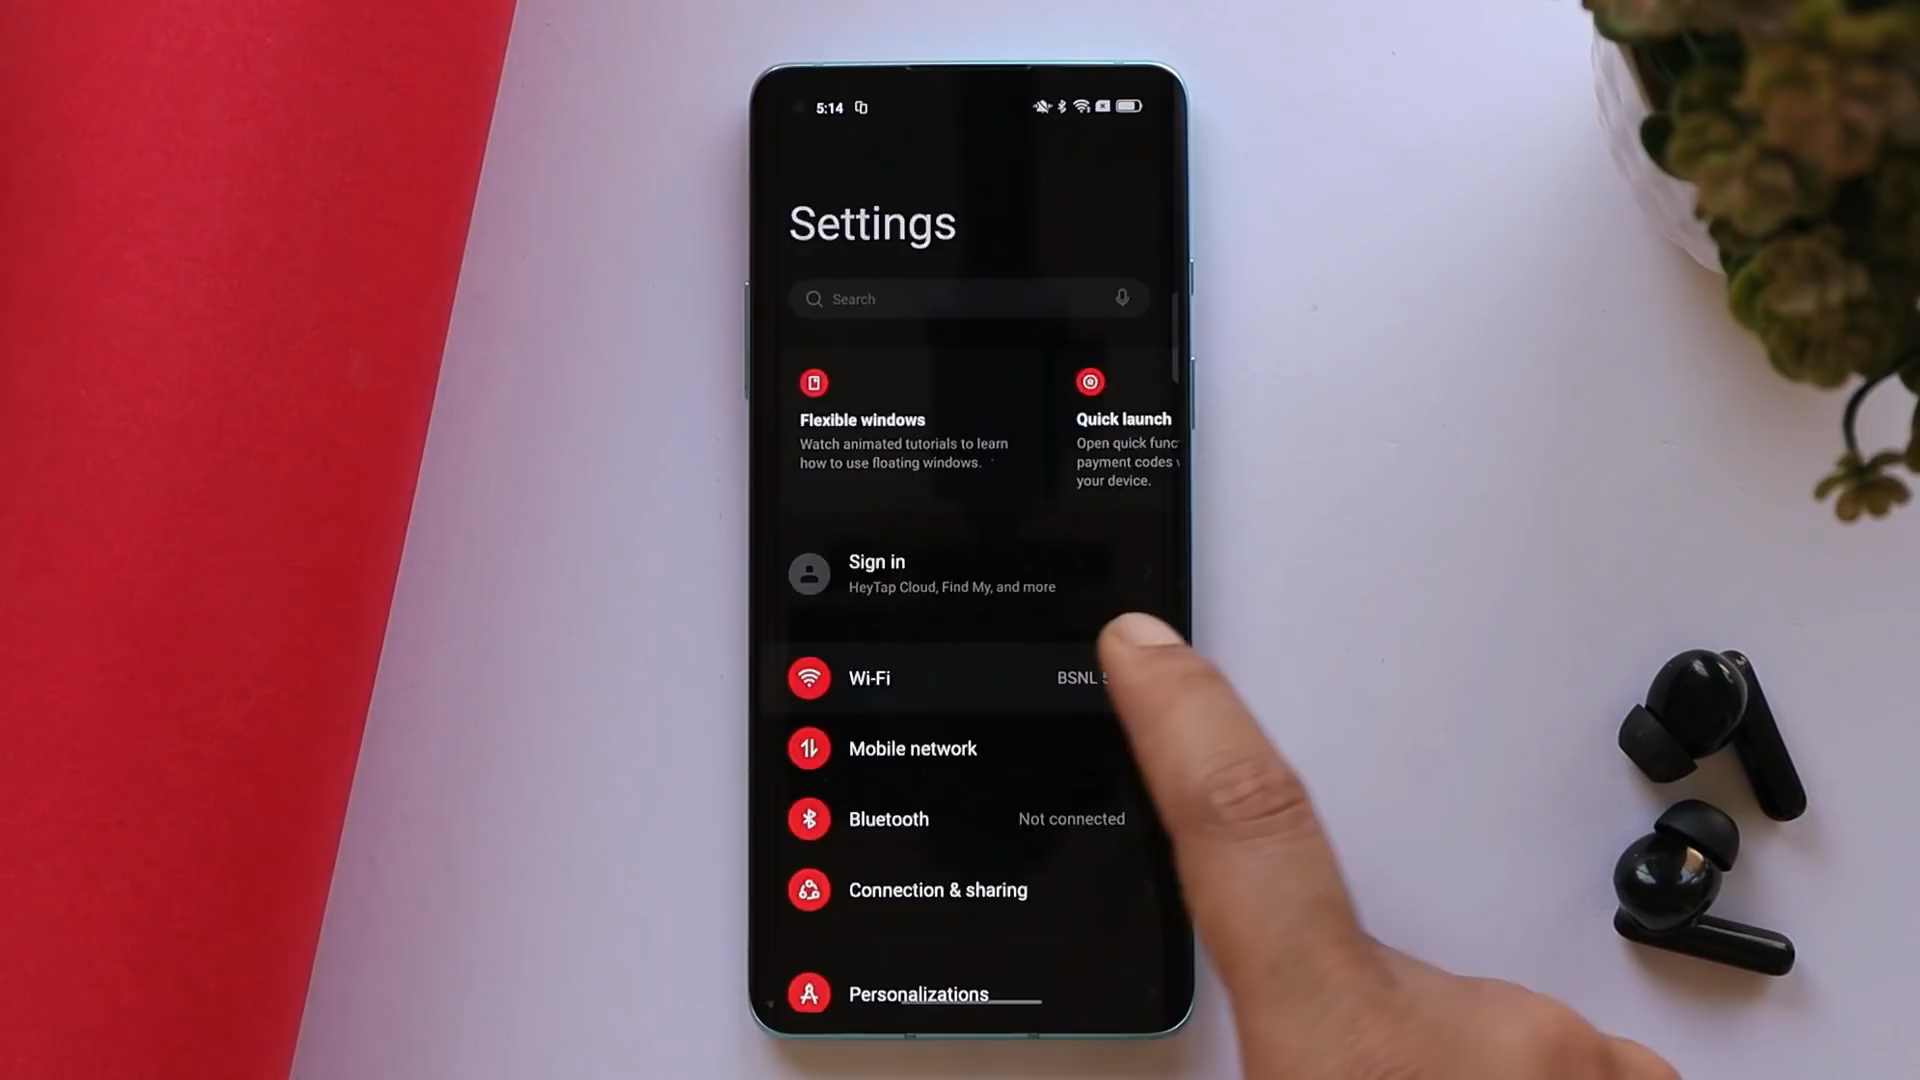 5:14
Settings
Search
Flexible windows
Watch animated tutorials to learn
how to use floating windows.
Quick launch
Open quick func
payment codes
your device.
Sign in
HeyTap Cloud, Find My, and more
Wi-Fi
BSNL
Mobile network
Bluetooth
Not connected
Connection & sharing
Personalizations